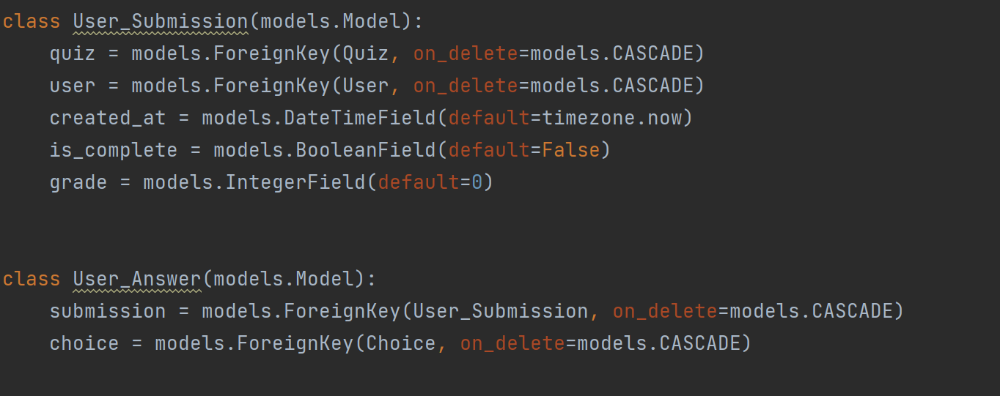 class User_Submission(models.Model):
    quiz = models.ForeignKey(Quiz, on_delete=models.CASCADE)
    user = models.ForeignKey(User, on_delete=models.CASCADE)
    created_at = models.DateTimeField(default=timezone.now)
    is_complete = models.BooleanField(default=False)
    grade = models.IntegerField(default=0)
class User_Answer(models.Model):
    submission = models.ForeignKey(User_Submission, on_delete=models.CASCADE)
    choice = models.ForeignKey(Choice, on_delete=models.CASCADE)